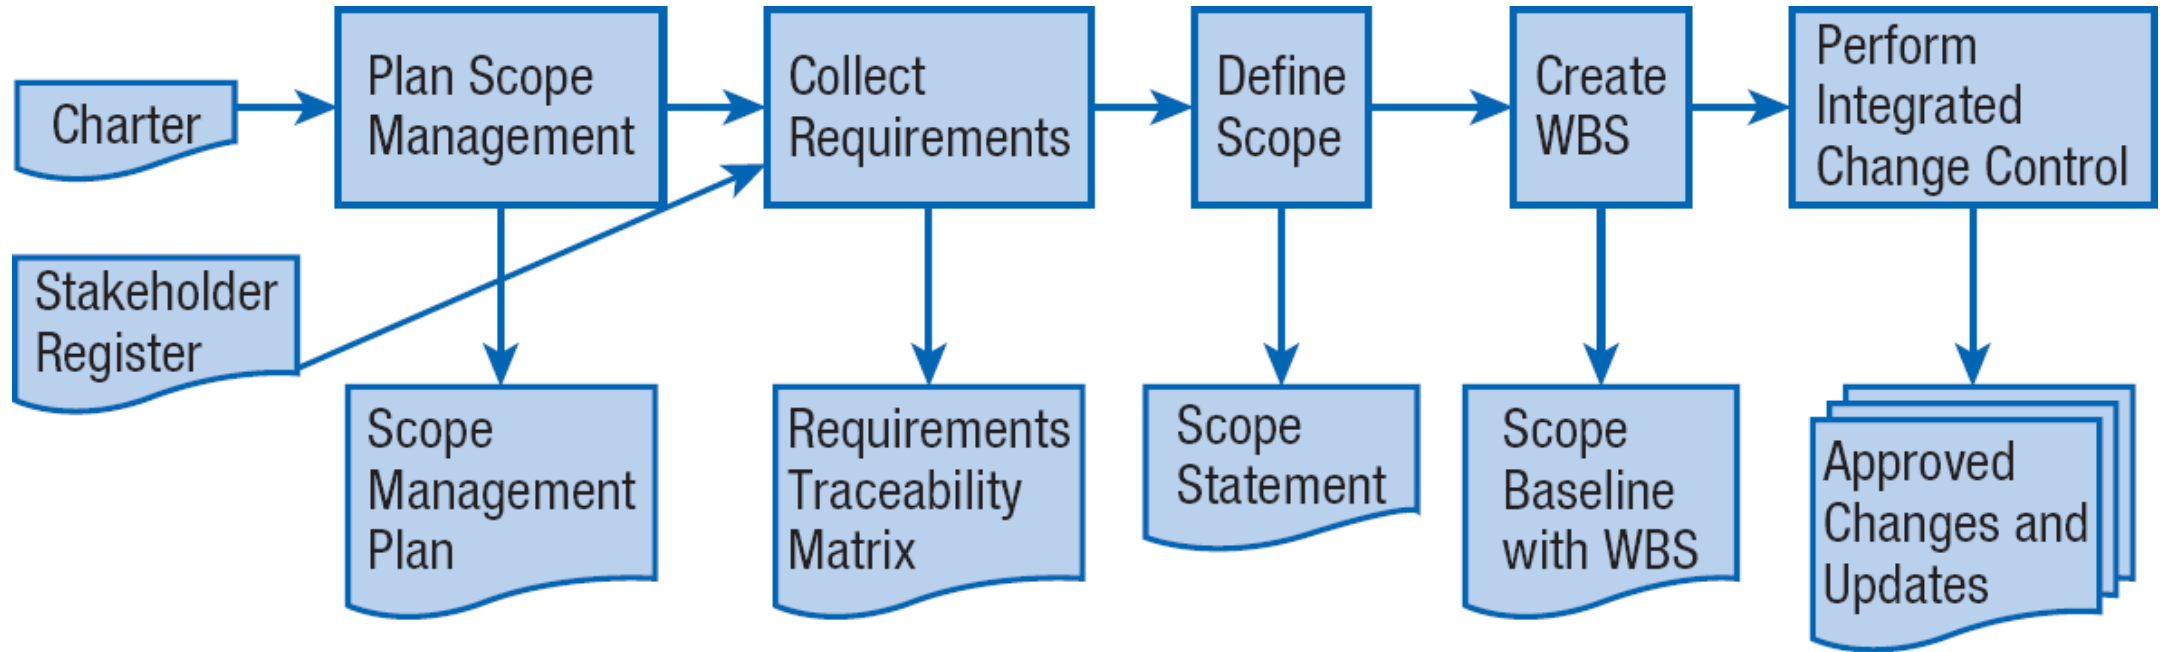 Charter
Plan Scope
Management
Collect
Requirements
Define
Scope
Create
WBS
Perform
Integrated
Change Control
Stakeholder
Register
Scope
Management
Plan
Requirements
Traceability
Matrix
Scope
Statement
Scope
Baseline
with WBS
Approved
Changes and
Updates